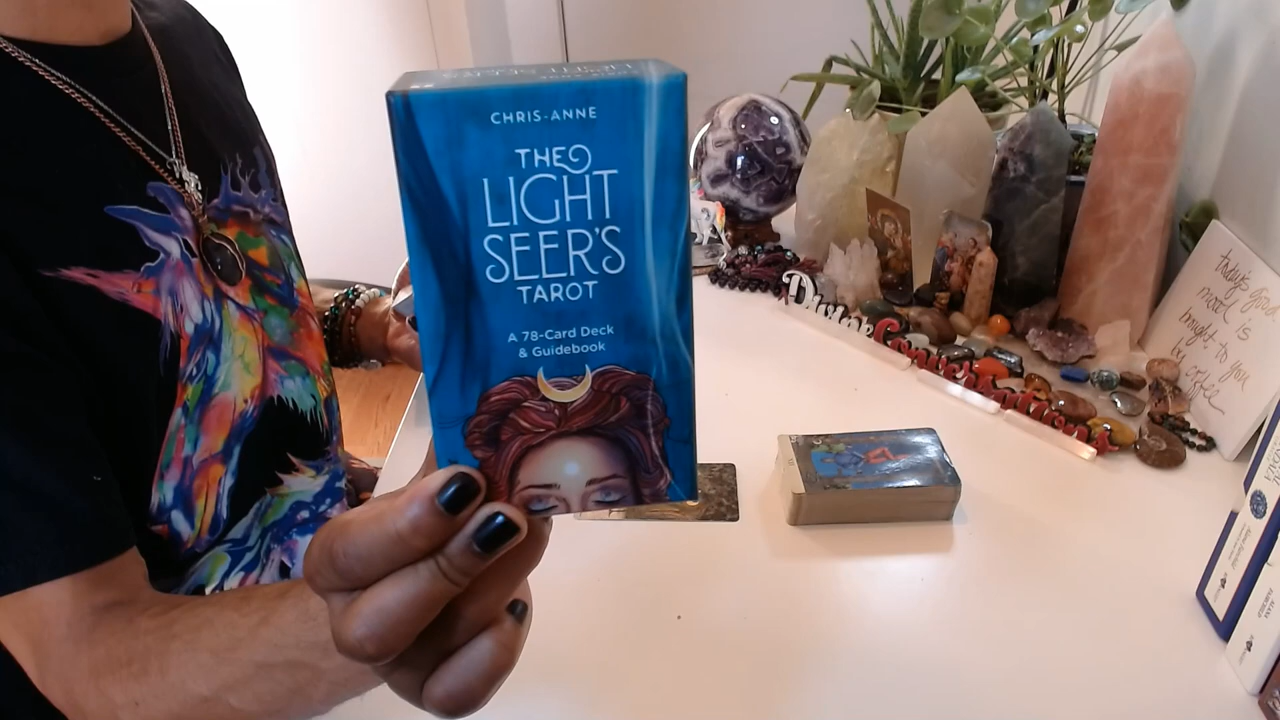 CHRIS-ANNE
THE
LIGHT
SEER'S
TAROT
A 78-Card Deck
& Guidebook
Divine
today's good
mood is
brought to you
by coffee